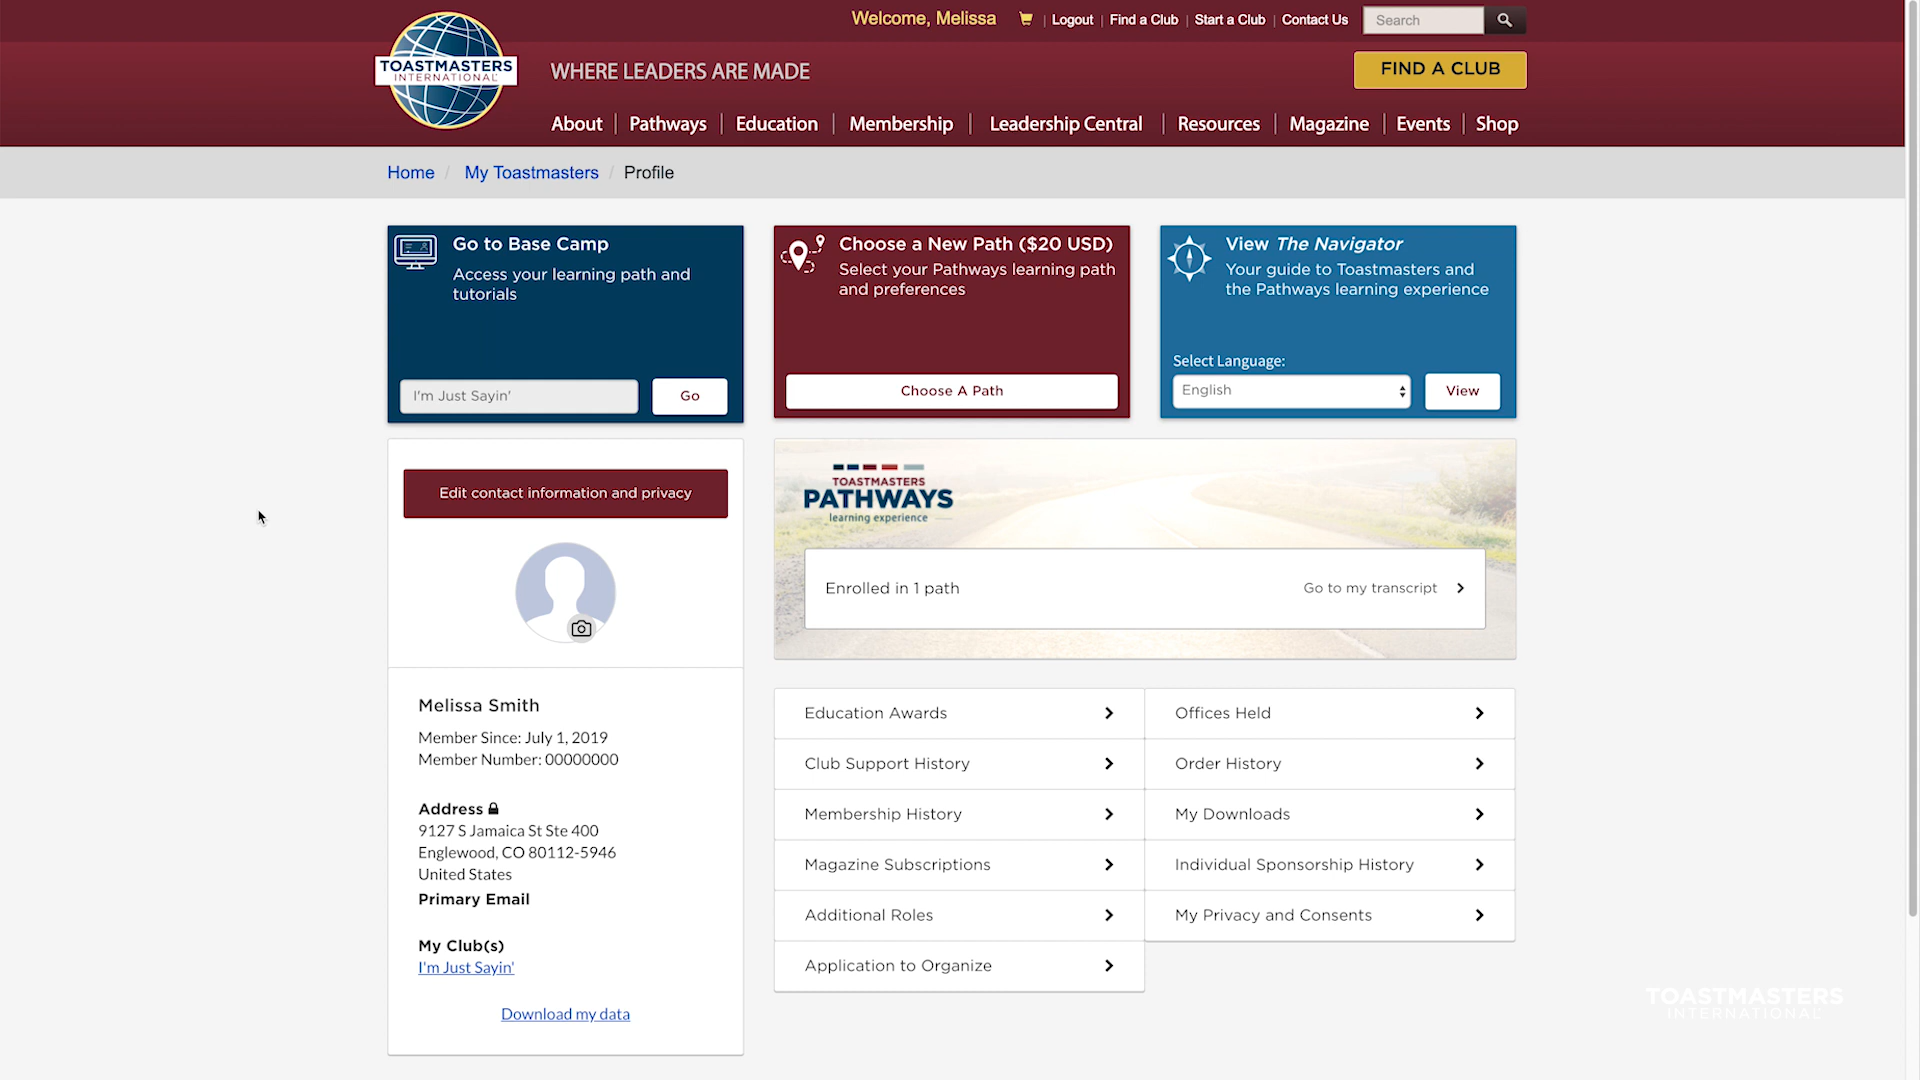 Welcome, Melissa
Logout
Find a Club
Start a Club
Contact Us
Search
TOASTMASTERS
INTERNATIONAL
WHERE LEADERS ARE MADE
FIND A CLUB
About
Pathways
Education
Membership
Leadership Central
Resources
Magazine
Events
Shop
Home / My Toastmasters / Profile
Go to Base Camp
Access your learning path and
tutorials
I'm Just Sayin'
Go
Choose a New Path ($20 USD)
Select your Pathways learning path
and preferences
Choose A Path
View The Navigator
Your guide to Toastmasters and
the Pathways learning experience
Select Language:
English
View
Edit contact information and privacy
Melissa Smith
Member Since: July 1, 2019
Member Number: 00000000
Address
9127 S Jamaica St Ste 400
Englewood, CO 80112-5946
United States
Primary Email
My Club(s)
I'm Just Sayin'
Download my data
TOASTMASTERS
PATHWAYS
learning experience
Enrolled in 1 path
Go to my transcript
Education Awards
Offices Held
Club Support History
Order History
Membership History
My Downloads
Magazine Subscriptions
Individual Sponsorship History
Additional Roles
My Privacy and Consents
Application to Organize
TOASTMASTERS
INTERNATIONAL